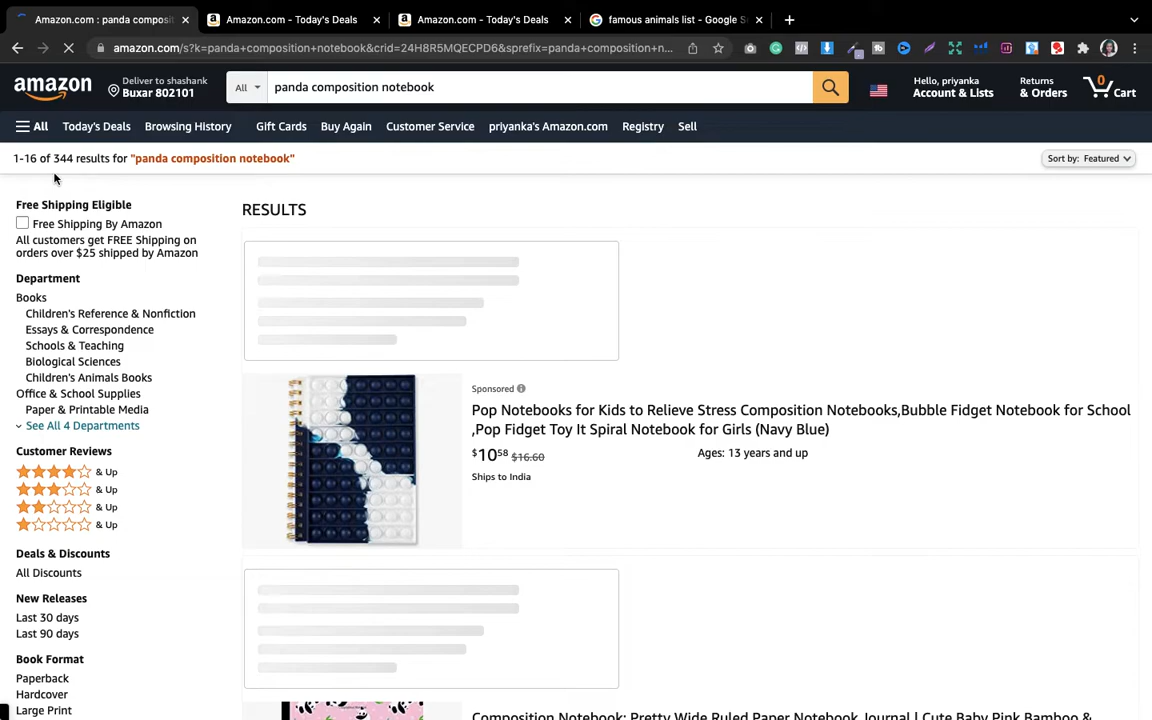 Amazon.com : panda composit
Amazon.com - Today's Deals
Amazon.com - Today's Deals
famous animals list - Google S
amazon.com/s?k=panda+composition+notebook&crid=24H8R5MQECPD6&sprefix=panda+composition+n...
amazon
Deliver to shashank
Buxar 802101
All
panda composition notebook
Hello, priyanka
Account & Lists
Returns
& Orders
0
Cart
All
Today's Deals
Browsing History
Gift Cards
Buy Again
Customer Service
priyanka's Amazon.com
Registry
Sell
1-16 of 344 results for "panda composition notebook"
Sort by: Featured
Free Shipping Eligible
Free Shipping By Amazon
All customers get FREE Shipping on
orders over $25 shipped by Amazon
Department
Books
Children's Reference & Nonfiction
Essays & Correspondence
Schools & Teaching
Biological Sciences
Children's Animals Books
Office & School Supplies
Paper & Printable Media
See All 4 Departments
Customer Reviews
& Up
& Up
& Up
& Up
Deals & Discounts
All Discounts
New Releases
Last 30 days
Last 90 days
Book Format
Paperback
Hardcover
Large Print
RESULTS
Sponsored
Pop Notebooks for Kids to Relieve Stress Composition Notebooks,Bubble Fidget Notebook for School
,Pop Fidget Toy It Spiral Notebook for Girls (Navy Blue)
$10 58 $16.60
Ages: 13 years and up
Ships to India
Composition Notebook: Pretty Wide Ruled Paper Notebook Journal | Cute Baby Pink Bamboo &